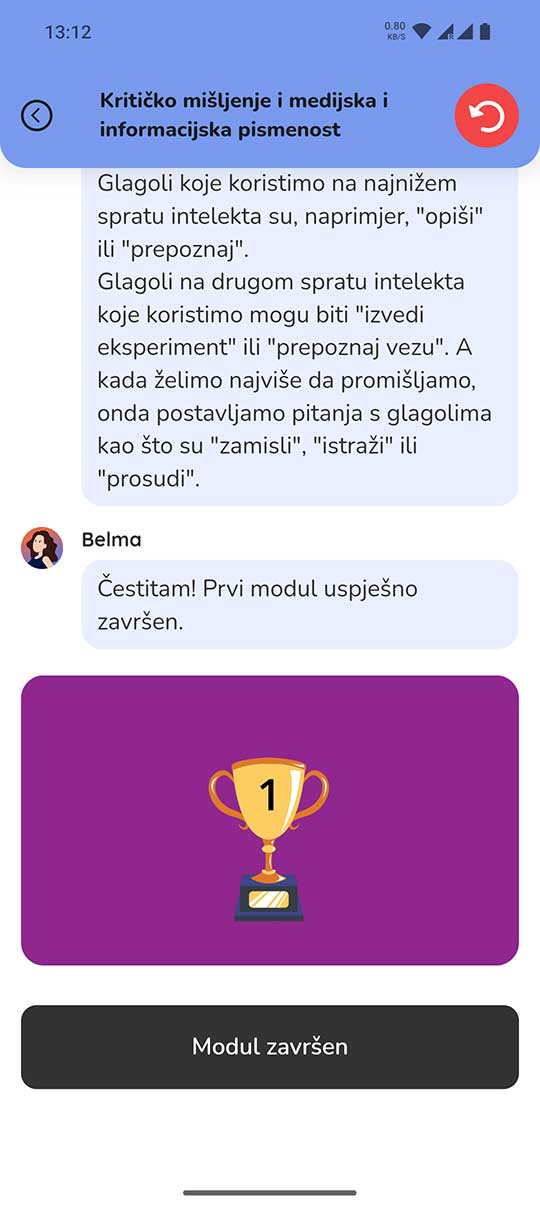 13:12
0.80
KB/S
R
Kritičko mišljenje i medijska i
informacijska pismenost
Glagoli koje koristimo na najnižem
spratu intelekta su, naprimjer, "opiši"
ili "prepoznaj".
Glagoli na drugom spratu intelekta
koje koristimo mogu biti "izvedi
eksperiment" ili "prepoznaj vezu". A
kada želimo najviše da promišljamo,
onda postavljamo pitanja s glagolima
kao što su "zamisli", "istraži" ili
"prosudi".
Belma
Čestitam! Prvi modul uspješno
završen.
1
Modul završen